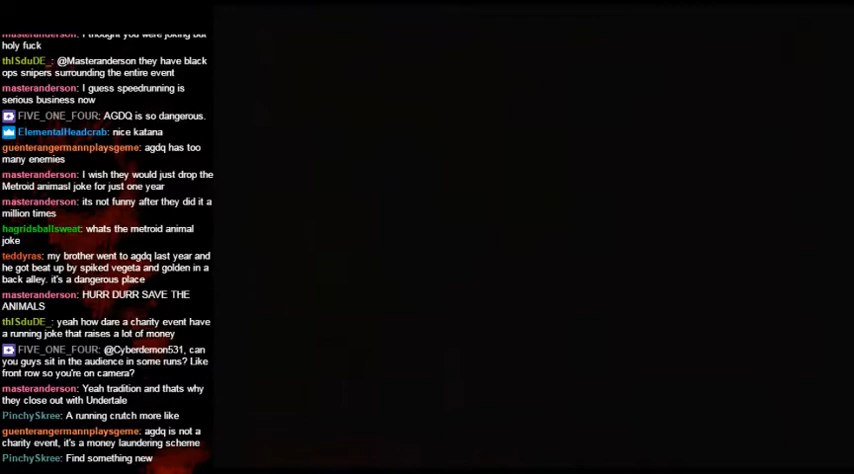 masteranderson: I thought you were joking but
holy fuck
thISduDE_: @Masteranderson they have black
ops snipers surrounding the entire event
masteranderson: I guess speedrunning is
serious business now
FIVE_ONE_FOUR: AGDQ is so dangerous.
ElementalHeadcrab: nice katana
guenterangermannplaysgeme: agdq has too
many enemies
masteranderson: I wish they would just drop the
Metroid animasl joke for just one year
masteranderson: its not funny after they did it a
million times
hagridsballsweat: whats the metroid animal
joke
teddyras: my brother went to agdq last year and
he got beat up by spiked vegeta and golden in a
back alley. it's a dangerous place
masteranderson: HURR DURR SAVE THE
ANIMALS
thISduDE_: yeah how dare a charity event have
a running joke that raises a lot of money
FIVE_ONE_FOUR: @Cyberdemon531, can
you guys sit in the audience in some runs? Like
front row so you're on camera?
masteranderson: Yeah tradition and thats why
they close out with Undertale
PinchySkree: A running crutch more like
guenterangermannplaysgeme: agdq is not a
charity event, it's a money laundering scheme
PinchySkree: Find something new